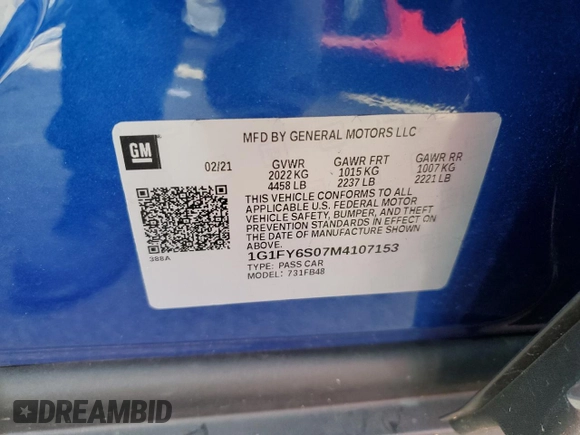 GM
MFD BY GENERAL MOTORS LLC
02/21 GVWR GAWR FRT GAWR RR
2022 KG 1015 KG 1007 KG
4458 LB 2237 LB 2221 LB
THIS VEHICLE CONFORMS TO ALL
APPLICABLE U.S. FEDERAL MOTOR
VEHICLE SAFETY, BUMPER, AND THEFT
PREVENTION STANDARDS IN EFFECT ON
THE DATE OF MANUFACTURE SHOWN
ABOVE.
388A
1G1FY6S07M4107153
TYPE: PASS CAR
MODEL: 731FB48
DREAMBID